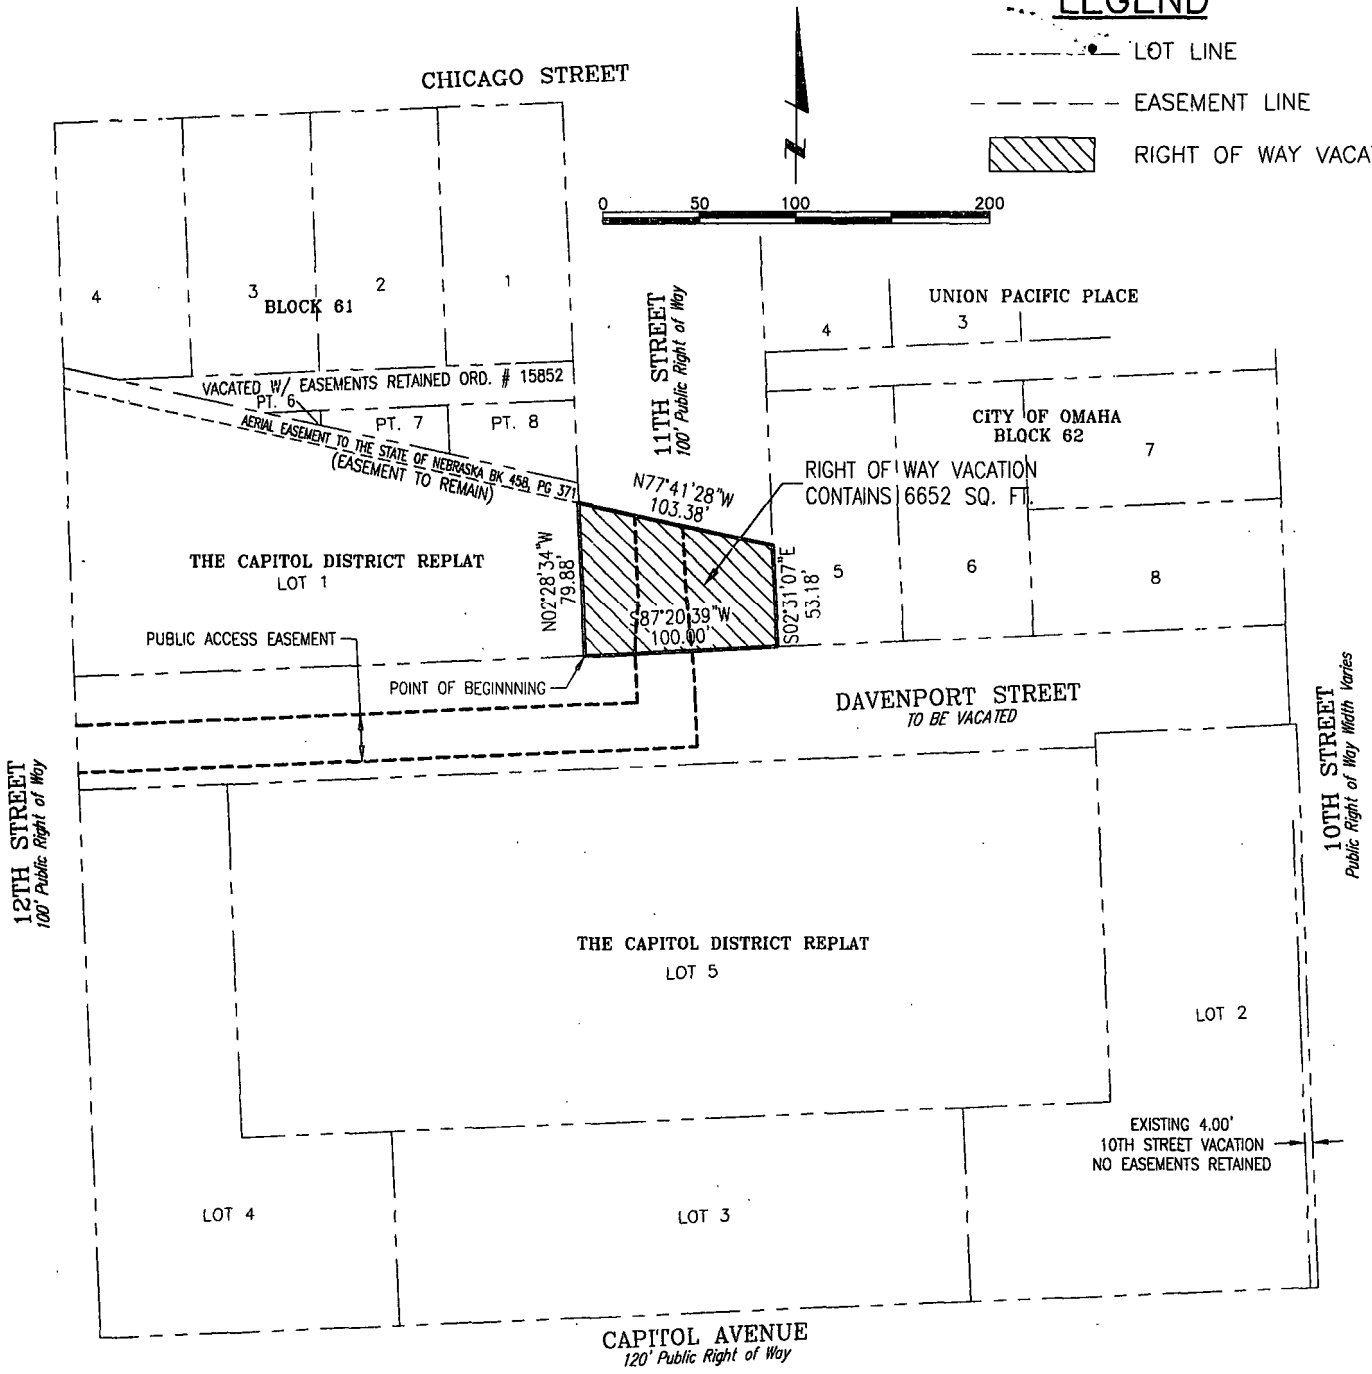 LEGEND
LOT LINE
EASEMENT LINE
RIGHT OF WAY
CHICAGO STREET
N
0 50 100 200
4
3
2
1
BLOCK 61
VACATED W/ EASEMENTS RETAINED ORD. # 15852
PT. 6
PT. 7
PT. 8
AERIAL EASEMENT TO THE STATE OF NEBRASKA BK 458, PG 371
(EASEMENT TO REMAIN)
11TH STREET
100' Public Right of Way
UNION PACIFIC PLACE
4
3
CITY OF OMAHA
BLOCK 62
7
RIGHT OF WAY VACATION
CONTAINS 6652 SQ. FT.
N77°41'28"W
103.38'
THE CAPITOL DISTRICT REPLAT
LOT 1
N02°28'34"W
79.88'
S87°20'39"W
100.00'
S02°31'07"E
53.18'
5
6
8
PUBLIC ACCESS EASEMENT
POINT OF BEGINNNING
DAVENPORT STREET
TO BE VACATED
12TH STREET
100' Public Right of Way
10TH STREET
Public Right of Way Width Varies
THE CAPITOL DISTRICT REPLAT
LOT 5
LOT 2
EXISTING 4.00'
10TH STREET VACATION
NO EASEMENTS RETAINED
LOT 4
LOT 3
CAPITOL AVENUE
120' Public Right of Way